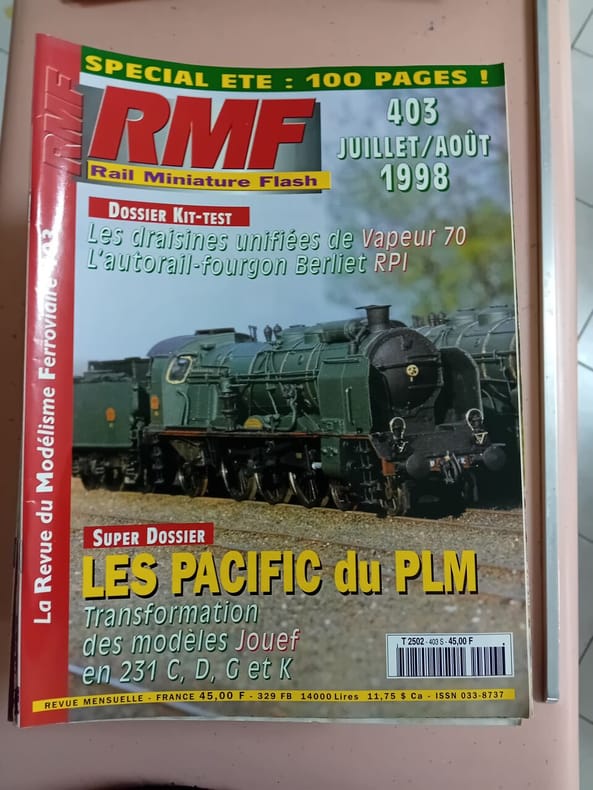 SPECIAL ETE : 100 PAGES !
RMF
RMF
Rail Miniature Flash
403
JUILLET/AOÛT
1998
DOSSIER KIT-TEST
Les draisines unifiées de Vapeur 70
L'autorail-fourgon Berliet RPI
La Revue du Modélisme Ferroviaire
SUPER DOSSIER
LES PACIFIC du PLM
Transformation
des modèles Jouef
en 231 C, D, G et K
T 2502 - 403 S - 45,00 F
REVUE MENSUELLE - FRANCE 45,00 F - 329 FB 14000 Lires 11,75 $ Ca - ISSN 033-8737